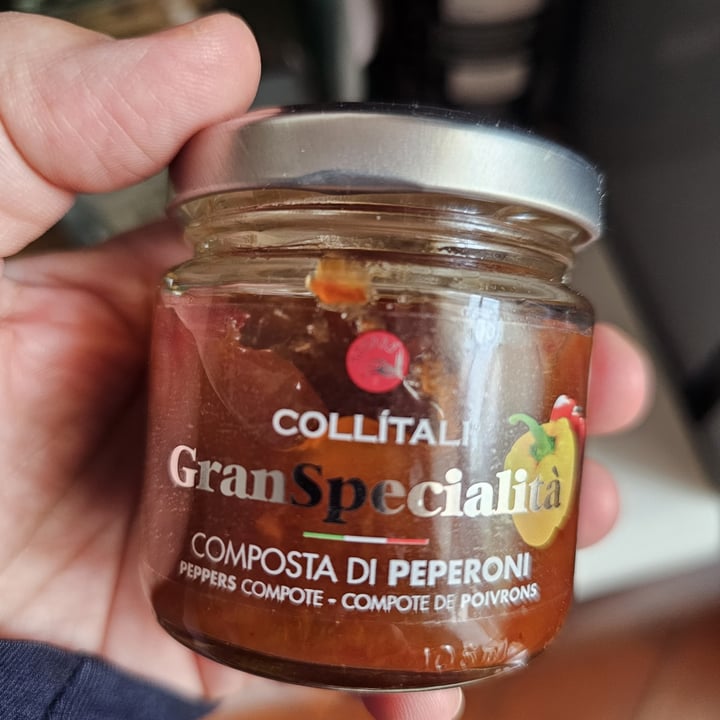 COLLÍTALI
GranSpecialità
COMPOSTA DI PEPERONI
PEPPERS COMPOTE - COMPOTE DE POIVRONS